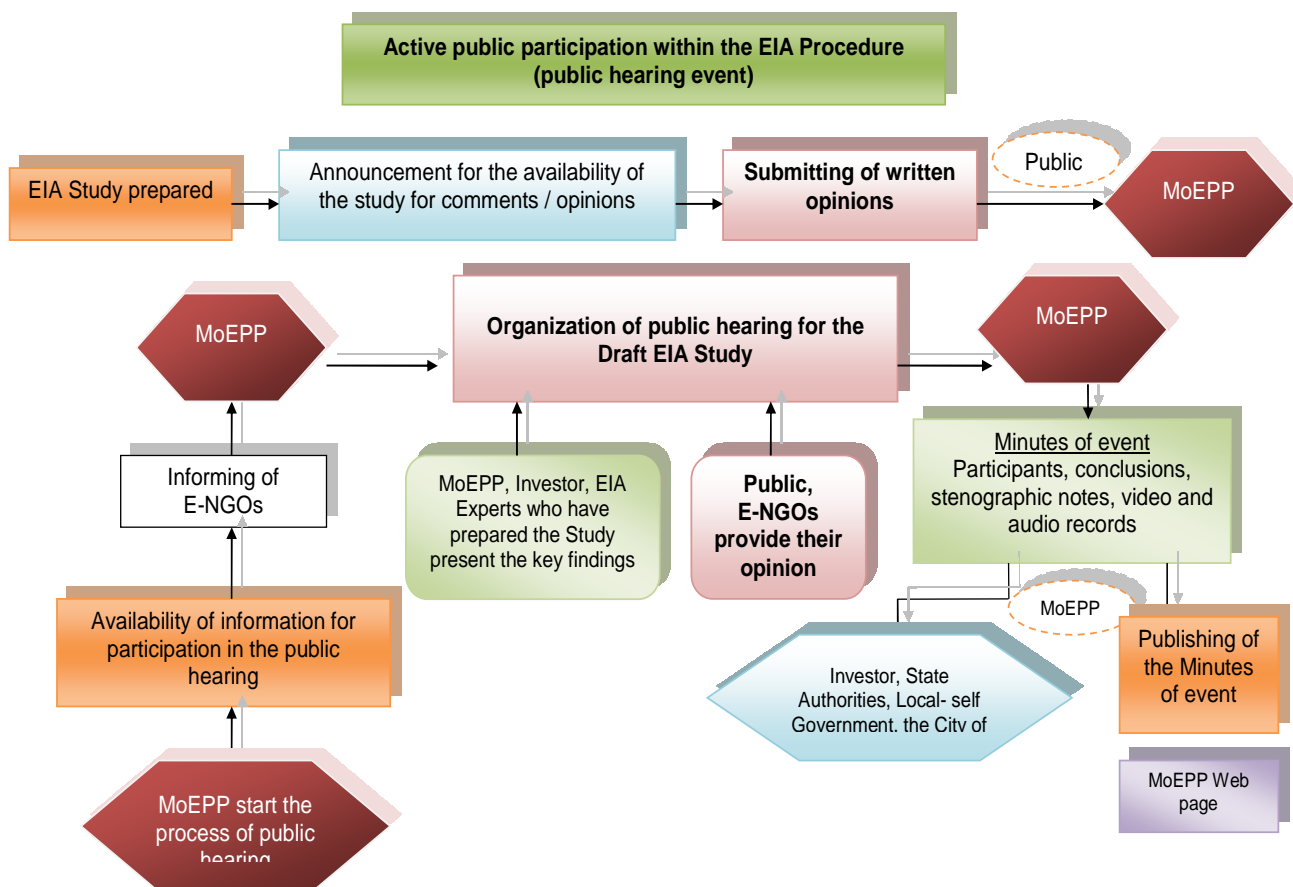 Active public participation within the EIA Procedure
(public hearing event)
EIA Study prepared
Announcement for the availability of
the study for comments / opinions
Submitting of written
opinions
Public
MoEPP
MoEPP
Organization of public hearing for the
Draft EIA Study
MoEPP
Informing of
E-NGOs
MoEPP, Investor, EIA
Experts who have
prepared the Study
present the key findings
Public,
E-NGOs
provide their
opinion
Minutes of event
Participants, conclusions,
stenographic notes, video and
audio records
Availability of information for
participation in the public
hearing
MoEPP
Investor, State
Authorities, Local- self
Government, the City of
Publishing of
the Minutes
of event
MoEPP start the
process of public
hearing
MoEPP Web
page